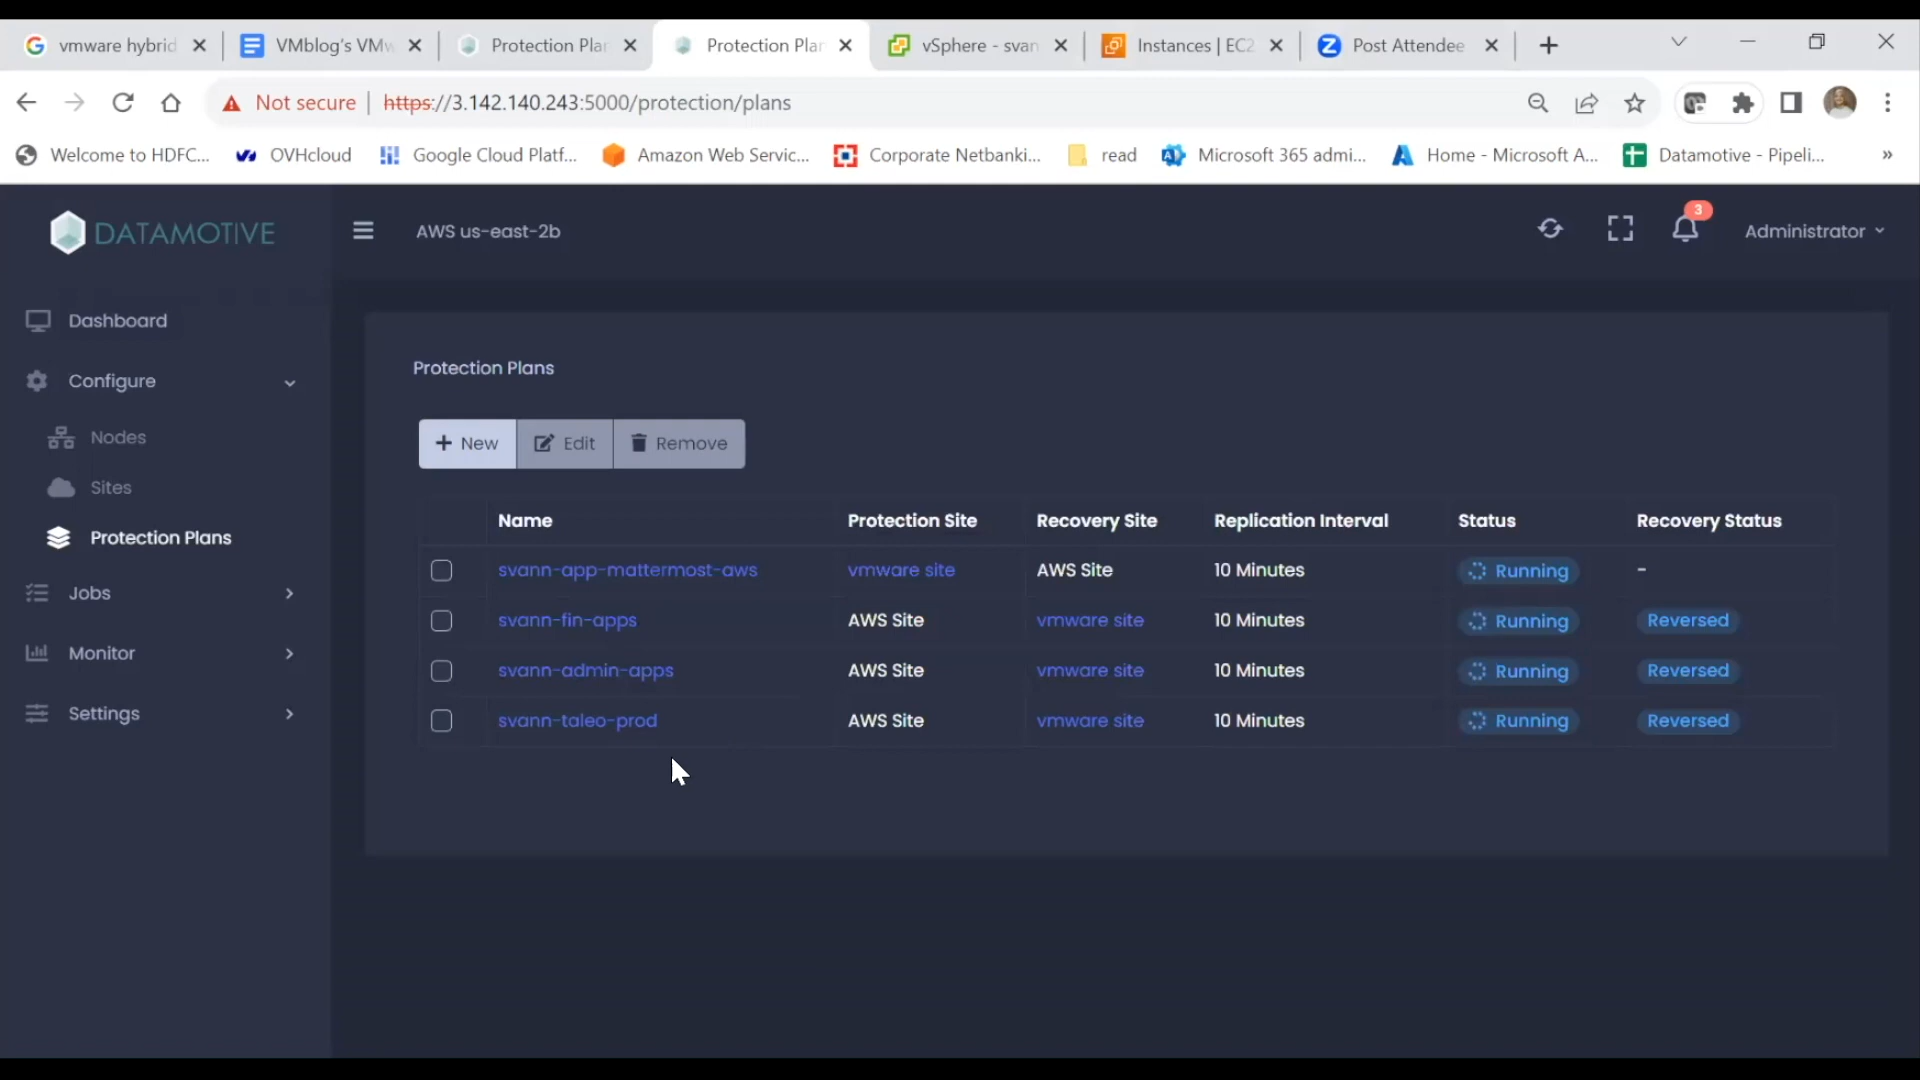 vmware hybrid
VMblog's VMw
Protection Plan
Protection Plan
vSphere - svan
Instances | EC2
Post Attendee
Not secure
https://3.142.140.243:5000/protection/plans
Welcome to HDFC...
OVHcloud
Google Cloud Platf...
Amazon Web Servic...
Corporate Netbanki...
read
Microsoft 365 admi...
Home - Microsoft A...
Datamotive - Pipeli...
»
DATAMOTIVE
AWS us-east-2b
3
Administrator
Dashboard
Configure
Nodes
Sites
Protection Plans
Jobs
Monitor
Settings
Protection Plans
+ New
Edit
Remove
Name Protection Site Recovery Site Replication Interval Status Recovery Status
svann-app-mattermost-aws vmware site AWS Site 10 Minutes Running -
svann-fin-apps AWS Site vmware site 10 Minutes Running Reversed
svann-admin-apps AWS Site vmware site 10 Minutes Running Reversed
svann-taleo-prod AWS Site vmware site 10 Minutes Running Reversed